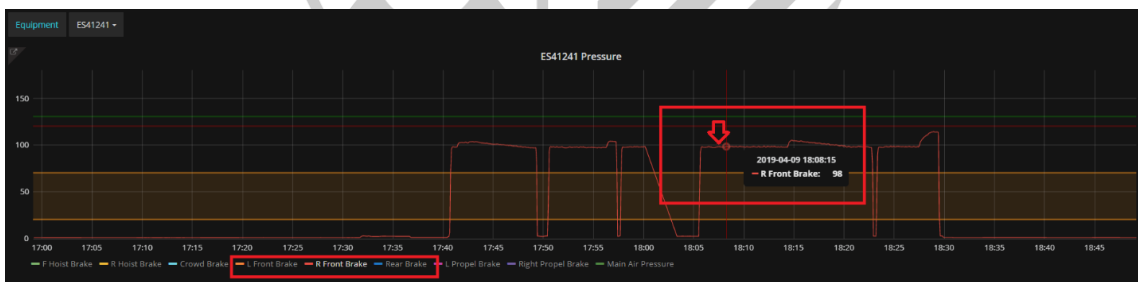 Equipment ES41241
ES41241 Pressure
150
100
50
0
2019-04-09 18:08:15
R Front Brake: 98
17:00 17:05 17:10 17:15 17:20 17:25 17:30 17:35 17:40 17:45 17:50 17:55 18:00 18:05 18:10 18:15 18:20 18:25 18:30 18:35 18:40 18:45
F Hoist Brake R Hoist Brake Crowd Brake L Front Brake R Front Brake Rear Brake L Propel Brake Right Propel Brake Main Air Pressure